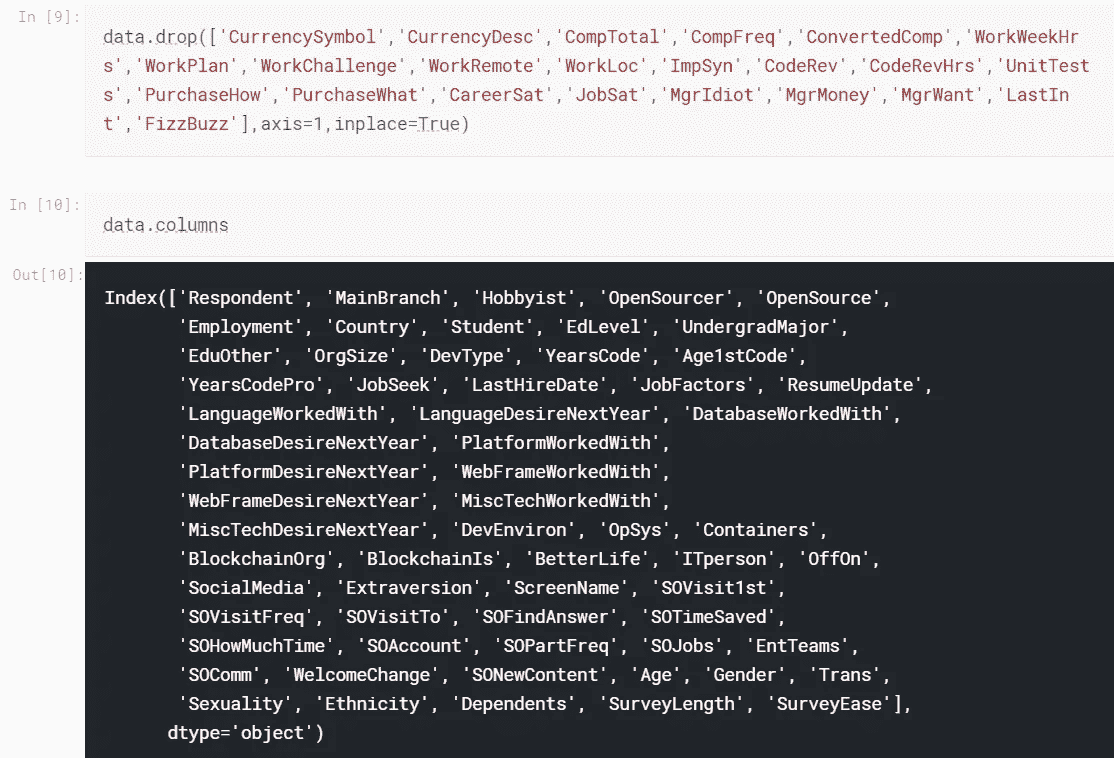 In [9]:
data.drop(['CurrencySymbol','CurrencyDesc','CompTotal','CompFreq','ConvertedComp','WorkWeekHr
s','WorkPlan','WorkChallenge','WorkRemote','WorkLoc','ImpSyn','CodeRev','CodeRevHrs','UnitTest
s','PurchaseHow','PurchaseWhat','CareerSat','JobSat','MgrIdiot','MgrMoney','MgrWant','LastIn
t','FizzBuzz'],axis=1,inplace=True)
In [10]:
data.columns
Out[10]:
Index(['Respondent', 'MainBranch', 'Hobbyist', 'OpenSourcer', 'OpenSource',
'Employment', 'Country', 'Student', 'EdLevel', 'UndergradMajor',
'EduOther', 'OrgSize', 'DevType', 'YearsCode', 'Age1stCode',
'YearsCodePro', 'JobSeek', 'LastHireDate', 'JobFactors', 'ResumeUpdate',
'LanguageWorkedWith', 'LanguageDesireNextYear', 'DatabaseWorkedWith',
'DatabaseDesireNextYear', 'PlatformWorkedWith',
'PlatformDesireNextYear', 'WebFrameWorkedWith',
'WebFrameDesireNextYear', 'MiscTechWorkedWith',
'MiscTechDesireNextYear', 'DevEnviron', 'OpSys', 'Containers',
'BlockchainOrg', 'BlockchainIs', 'BetterLife', 'ITperson', 'OffOn',
'SocialMedia', 'Extraversion', 'ScreenName', 'SOVisit1st',
'SOVisitFreq', 'SOVisitTo', 'SOFindAnswer', 'SOTimeSaved',
'SOHowMuchTime', 'SOAccount', 'SOPartFreq', 'SOJobs', 'EntTeams',
'SOComm', 'WelcomeChange', 'SONewContent', 'Age', 'Gender', 'Trans',
'Sexuality', 'Ethnicity', 'Dependents', 'SurveyLength', 'SurveyEase'],
dtype='object')